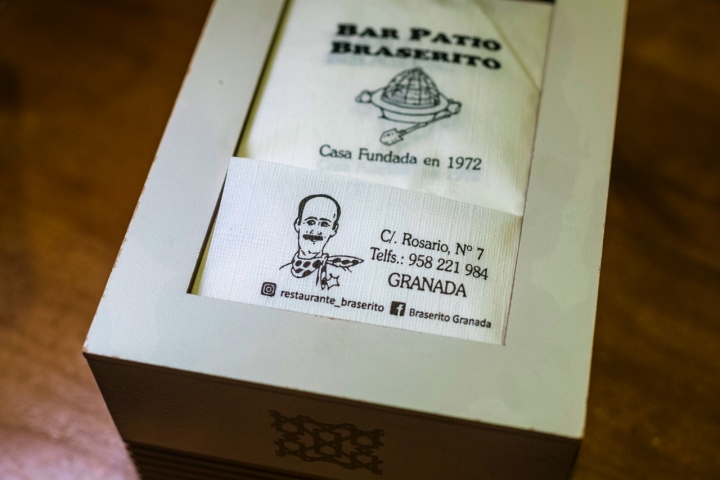 BAR PATIO
BRASERITO
Casa Fundada en 1972
C/. Rosario, Nº 7
Telfs.: 958 221 984
GRANADA
restaurante_braserito Braserito Granada